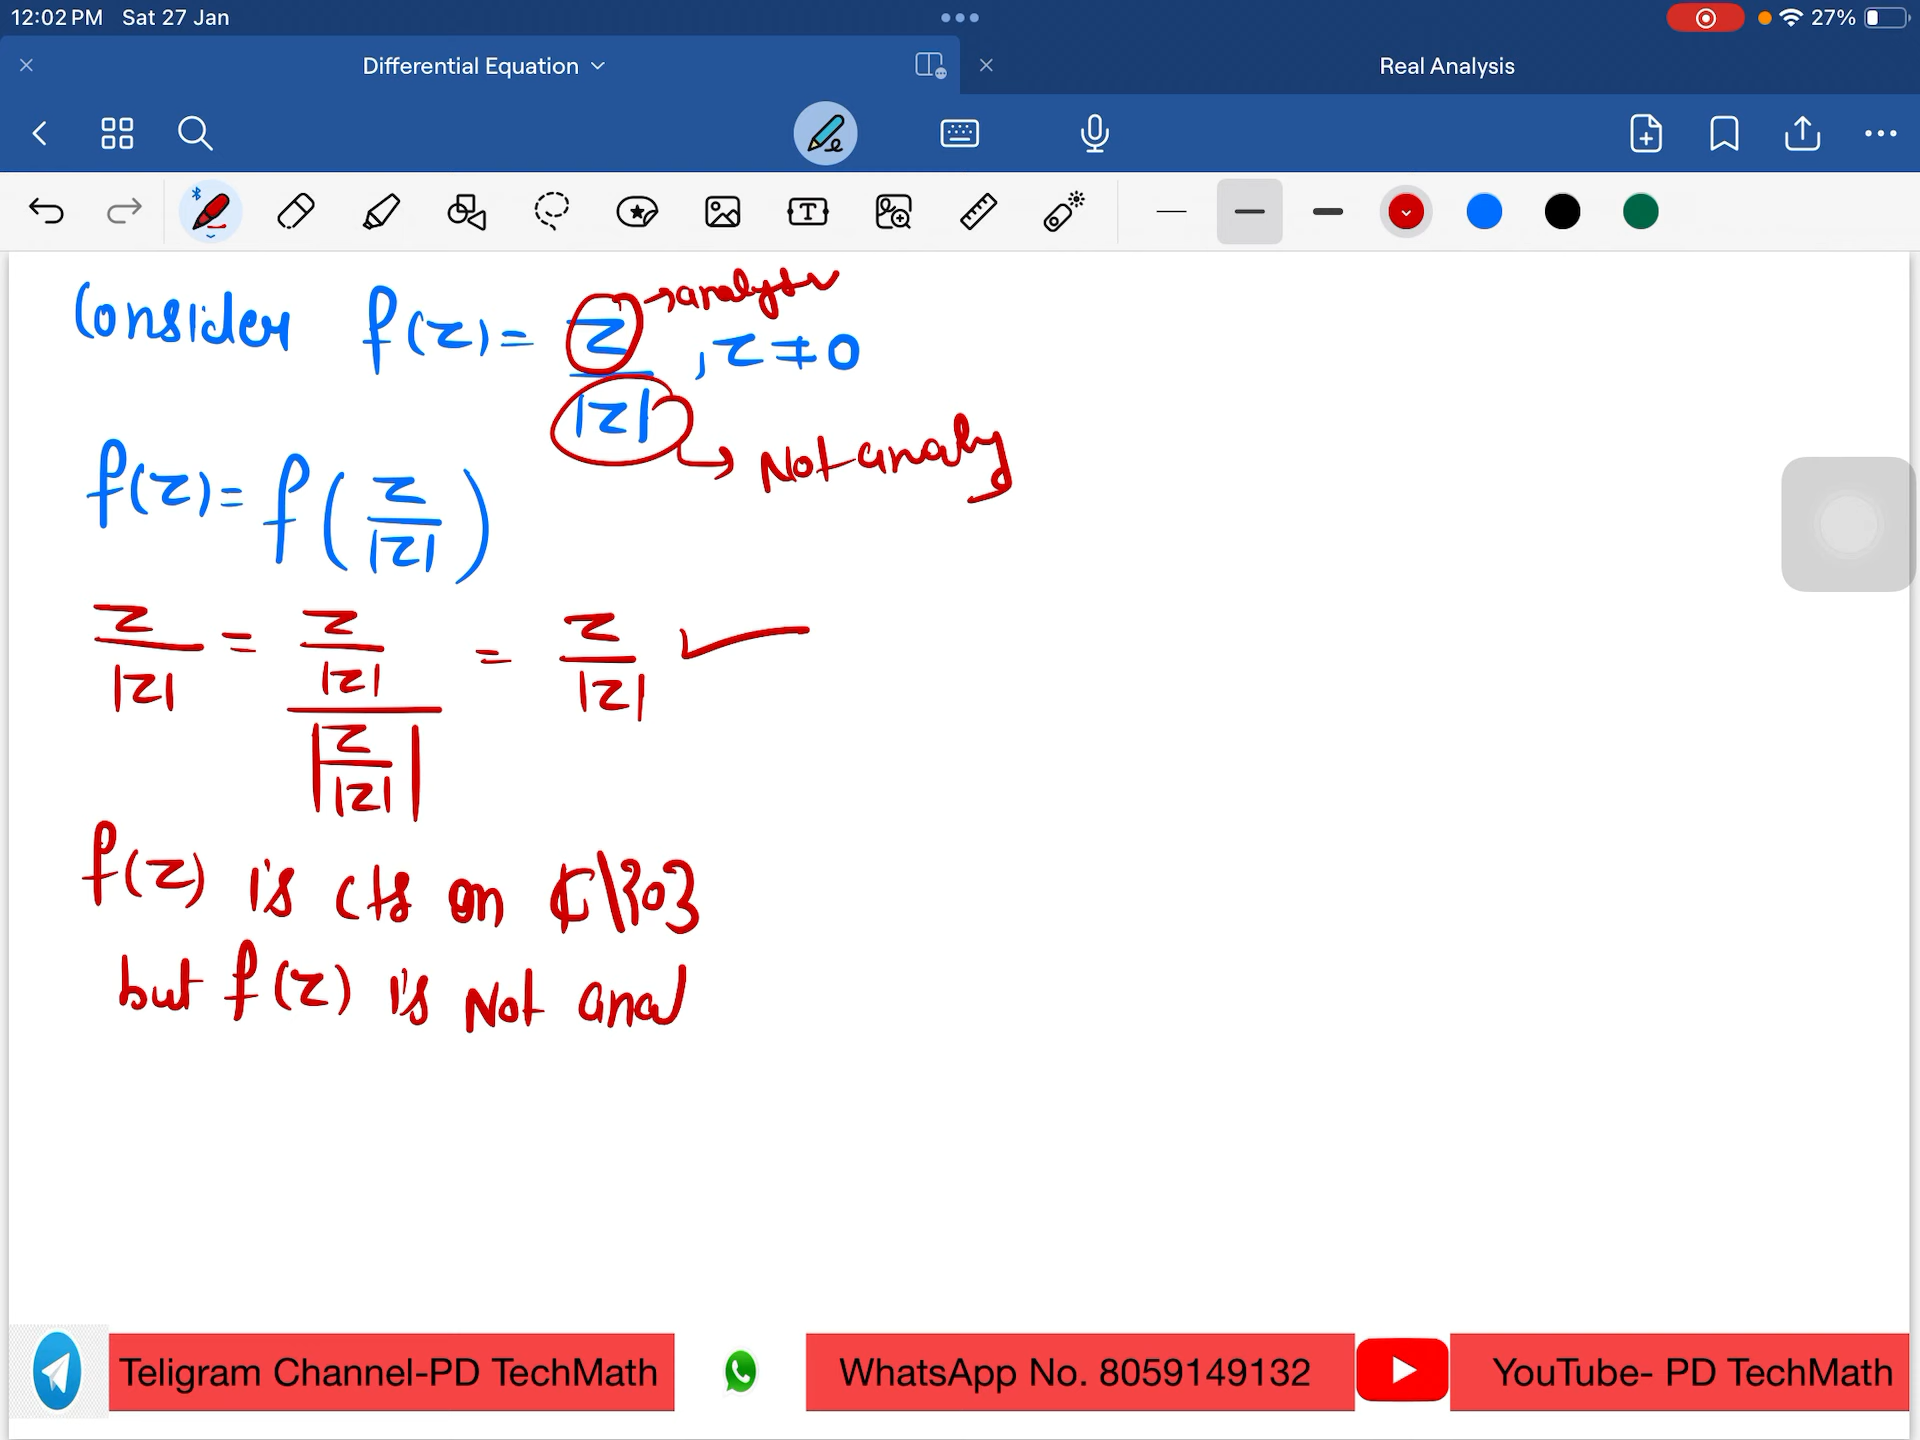 12:02 PM Sat 27 Jan
27%
Differential Equation
Real Analysis
Consider f(z) = z/|z| , z ≠ 0
→ analytic
→ Not analy
f(z) = f(z/|z|)
z/|z| = (z/|z|)/|z/|z|| = z/|z| ✓
f(z) is cts on ℂ\{0}
but f(z) is Not anal
Teligram Channel-PD TechMath
WhatsApp No. 8059149132
YouTube- PD TechMath